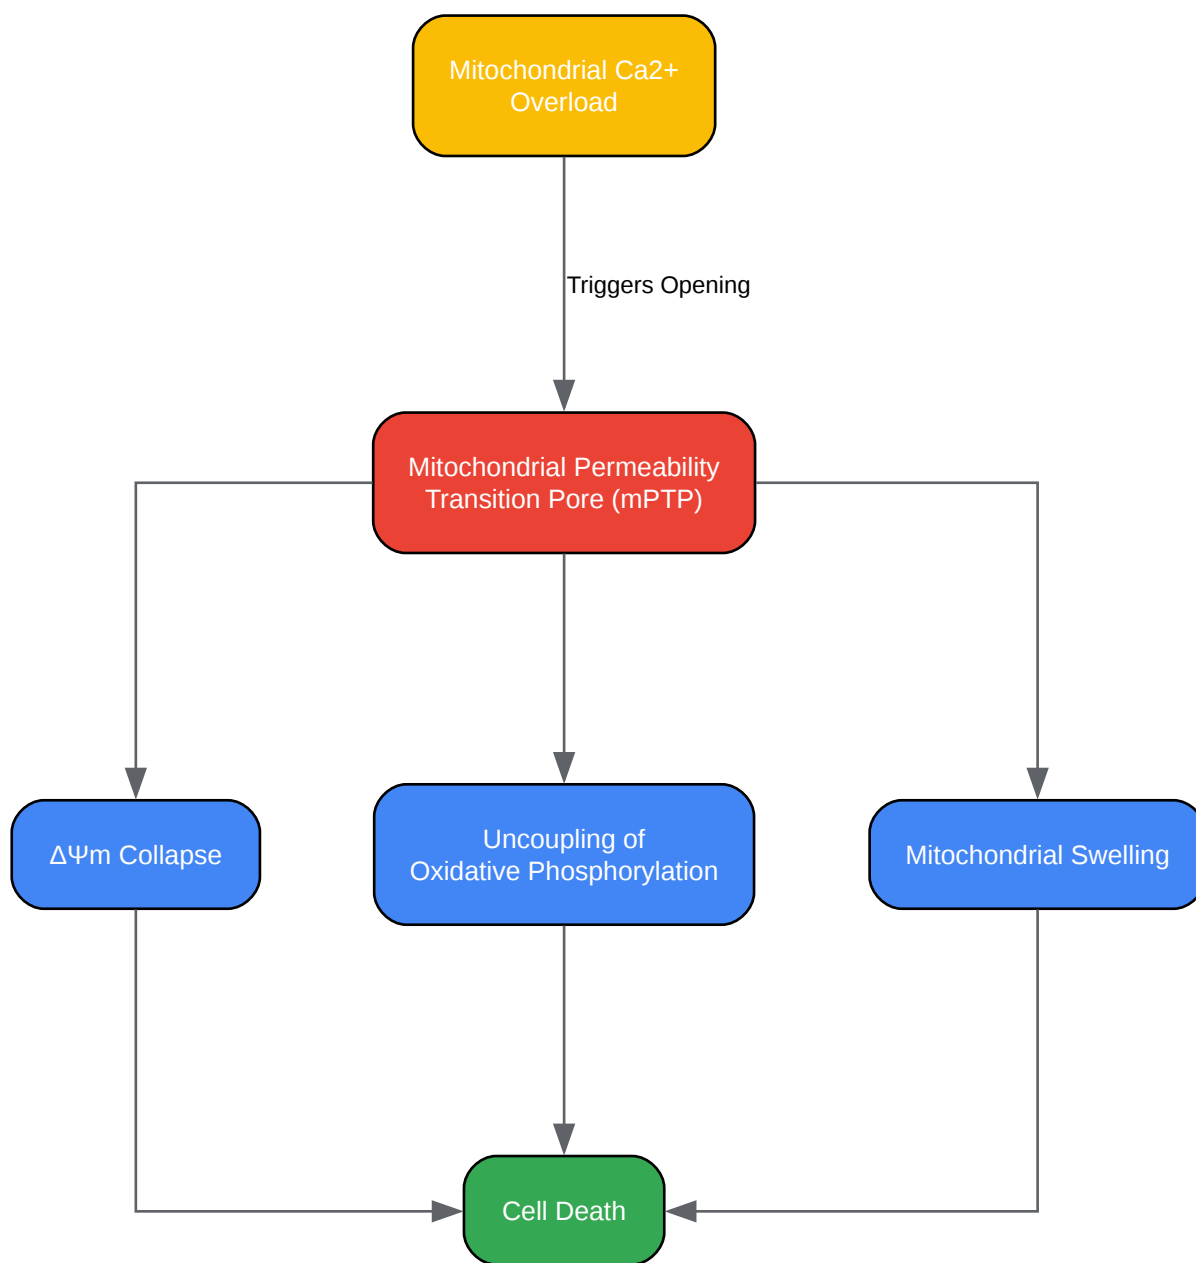 Mitochondrial Ca2+
Overload
Triggers Opening
Mitochondrial Permeability
Transition Pore (mPTP)
ΔΨm Collapse
Uncoupling of
Oxidative Phosphorylation
Mitochondrial Swelling
Cell Death